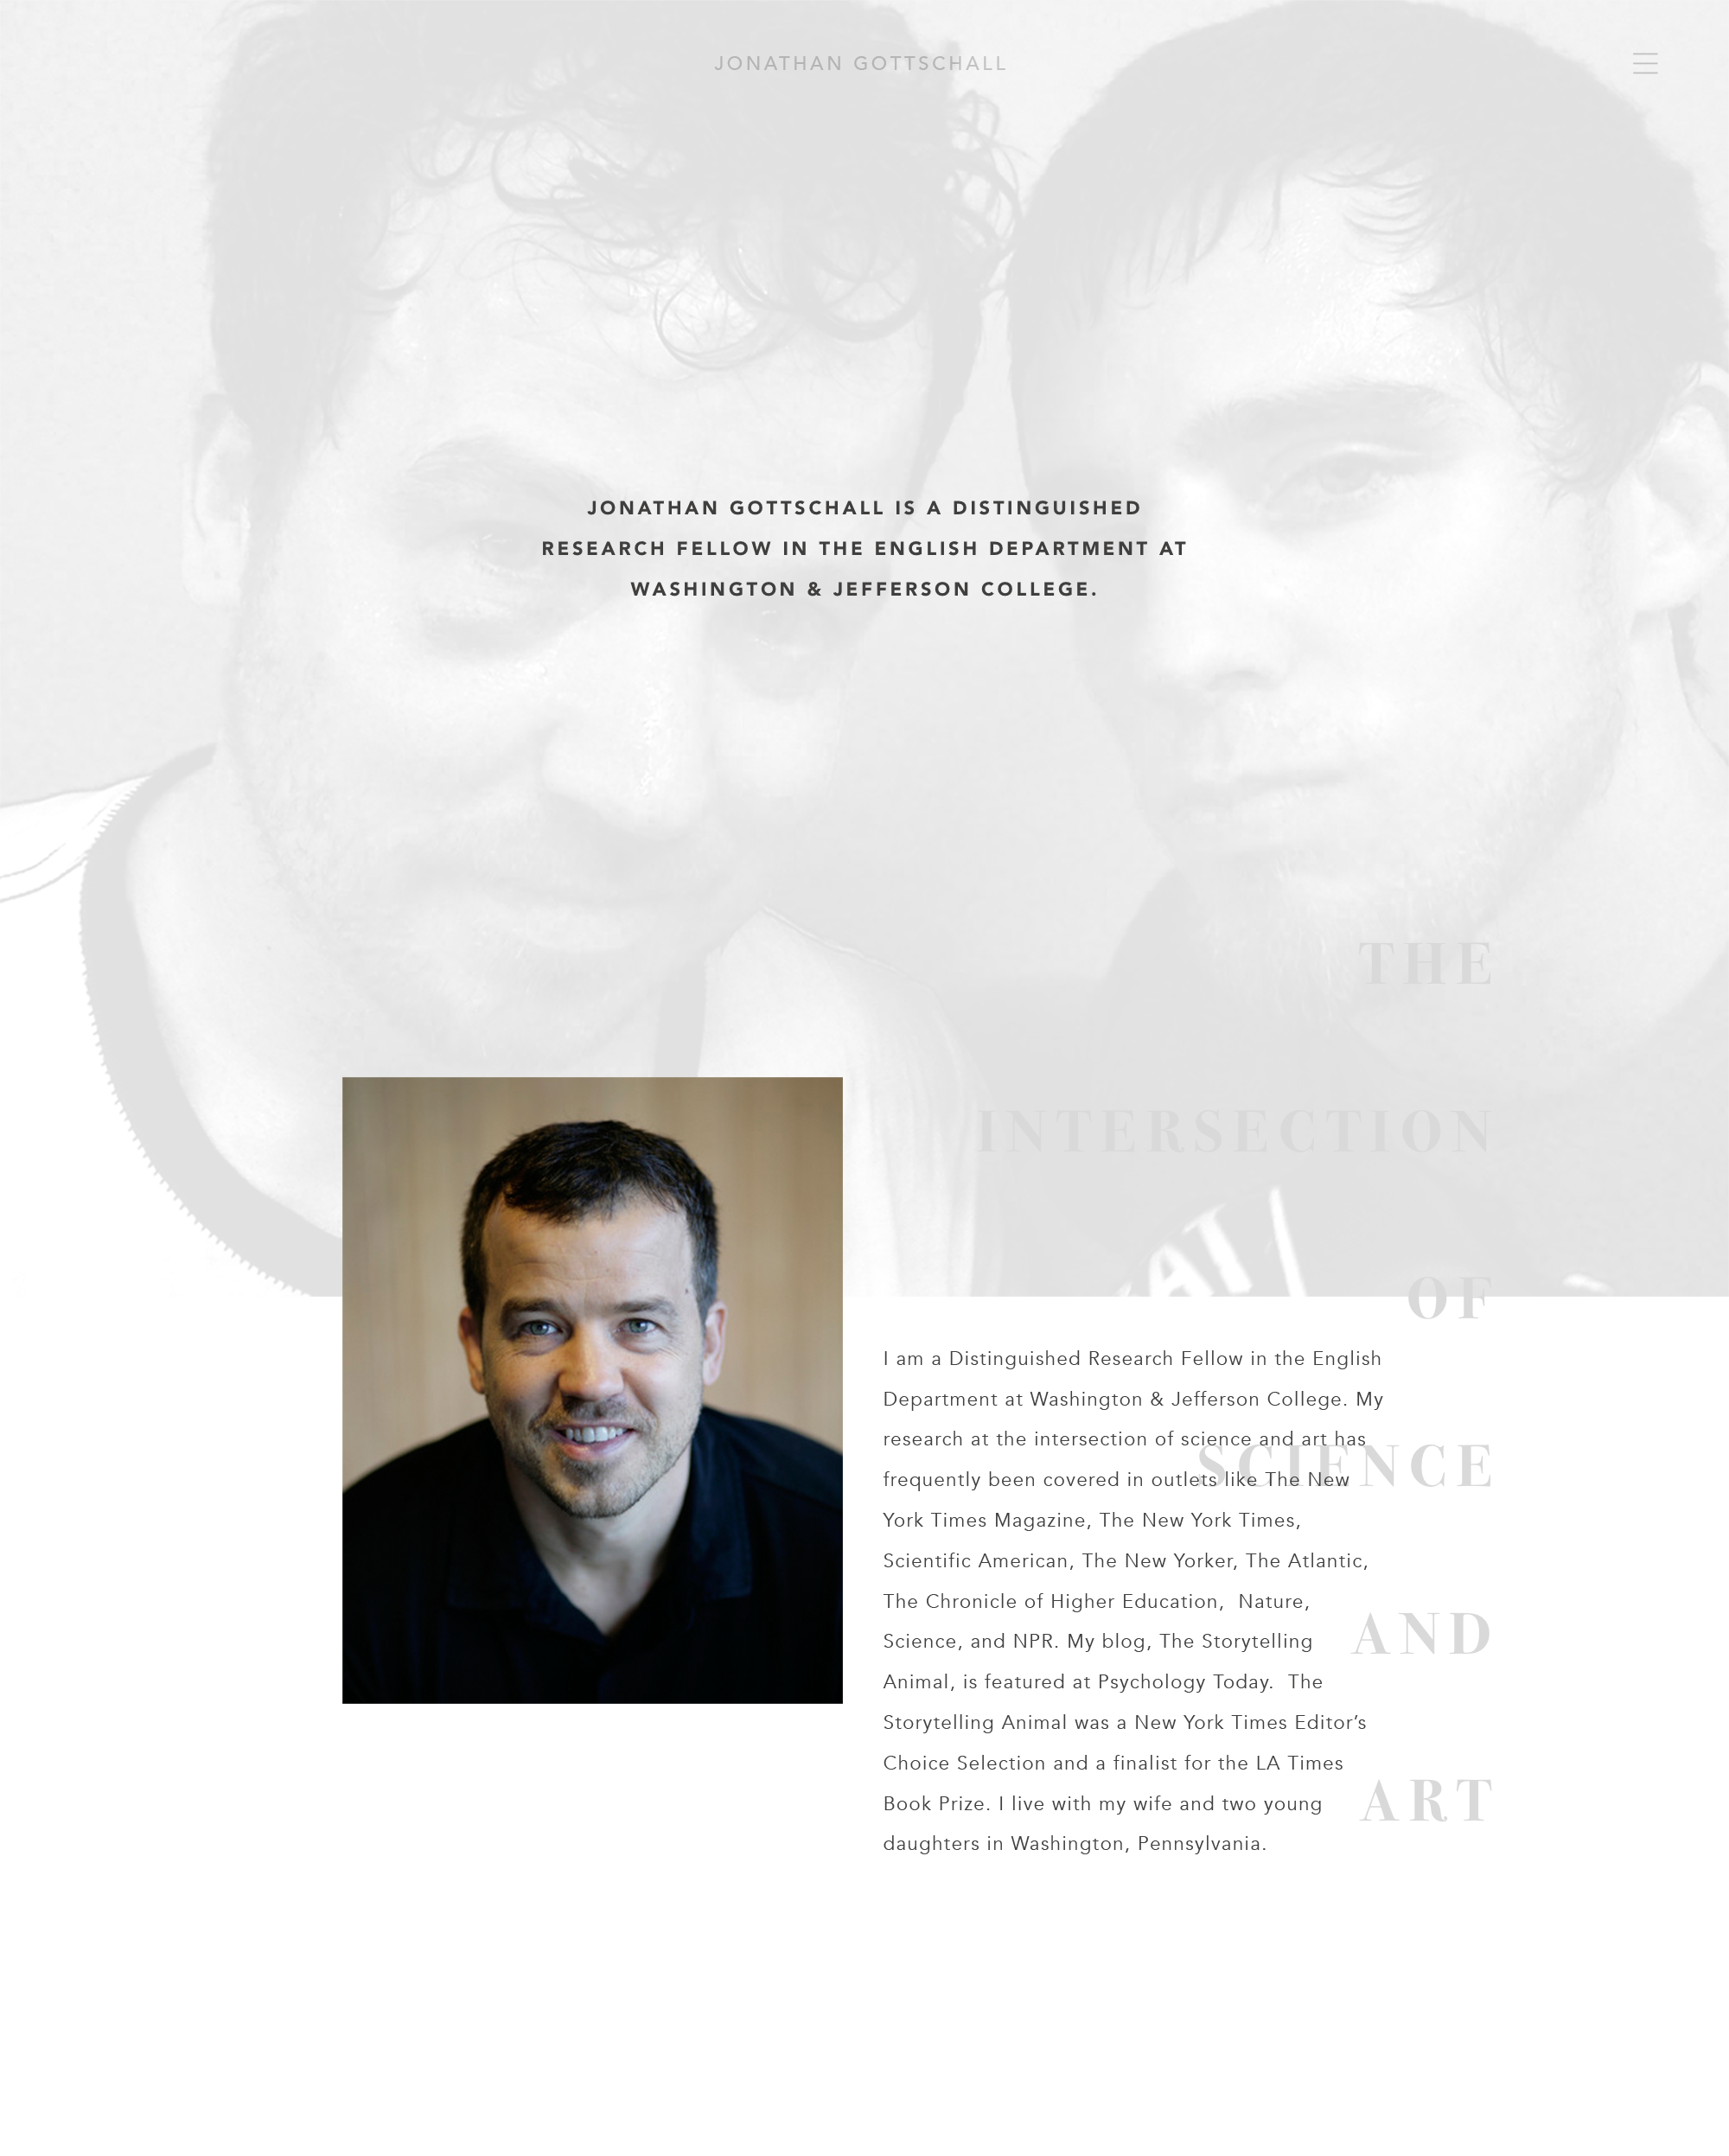 JONATHAN GOTTSCHALL
JONATHAN GOTTSCHALL IS A DISTINGUISHED
RESEARCH FELLOW IN THE ENGLISH DEPARTMENT AT
WASHINGTON & JEFFERSON COLLEGE.
THE
INTERSECTION
OF
SCIENCE
AND
ART
I am a Distinguished Research Fellow in the English
Department at Washington & Jefferson College. My
research at the intersection of science and art has
frequently been covered in outlets like The New
York Times Magazine, The New York Times,
Scientific American, The New Yorker, The Atlantic,
The Chronicle of Higher Education,  Nature,
Science, and NPR. My blog, The Storytelling
Animal, is featured at Psychology Today.  The
Storytelling Animal was a New York Times Editor’s
Choice Selection and a finalist for the LA Times
Book Prize. I live with my wife and two young
daughters in Washington, Pennsylvania.